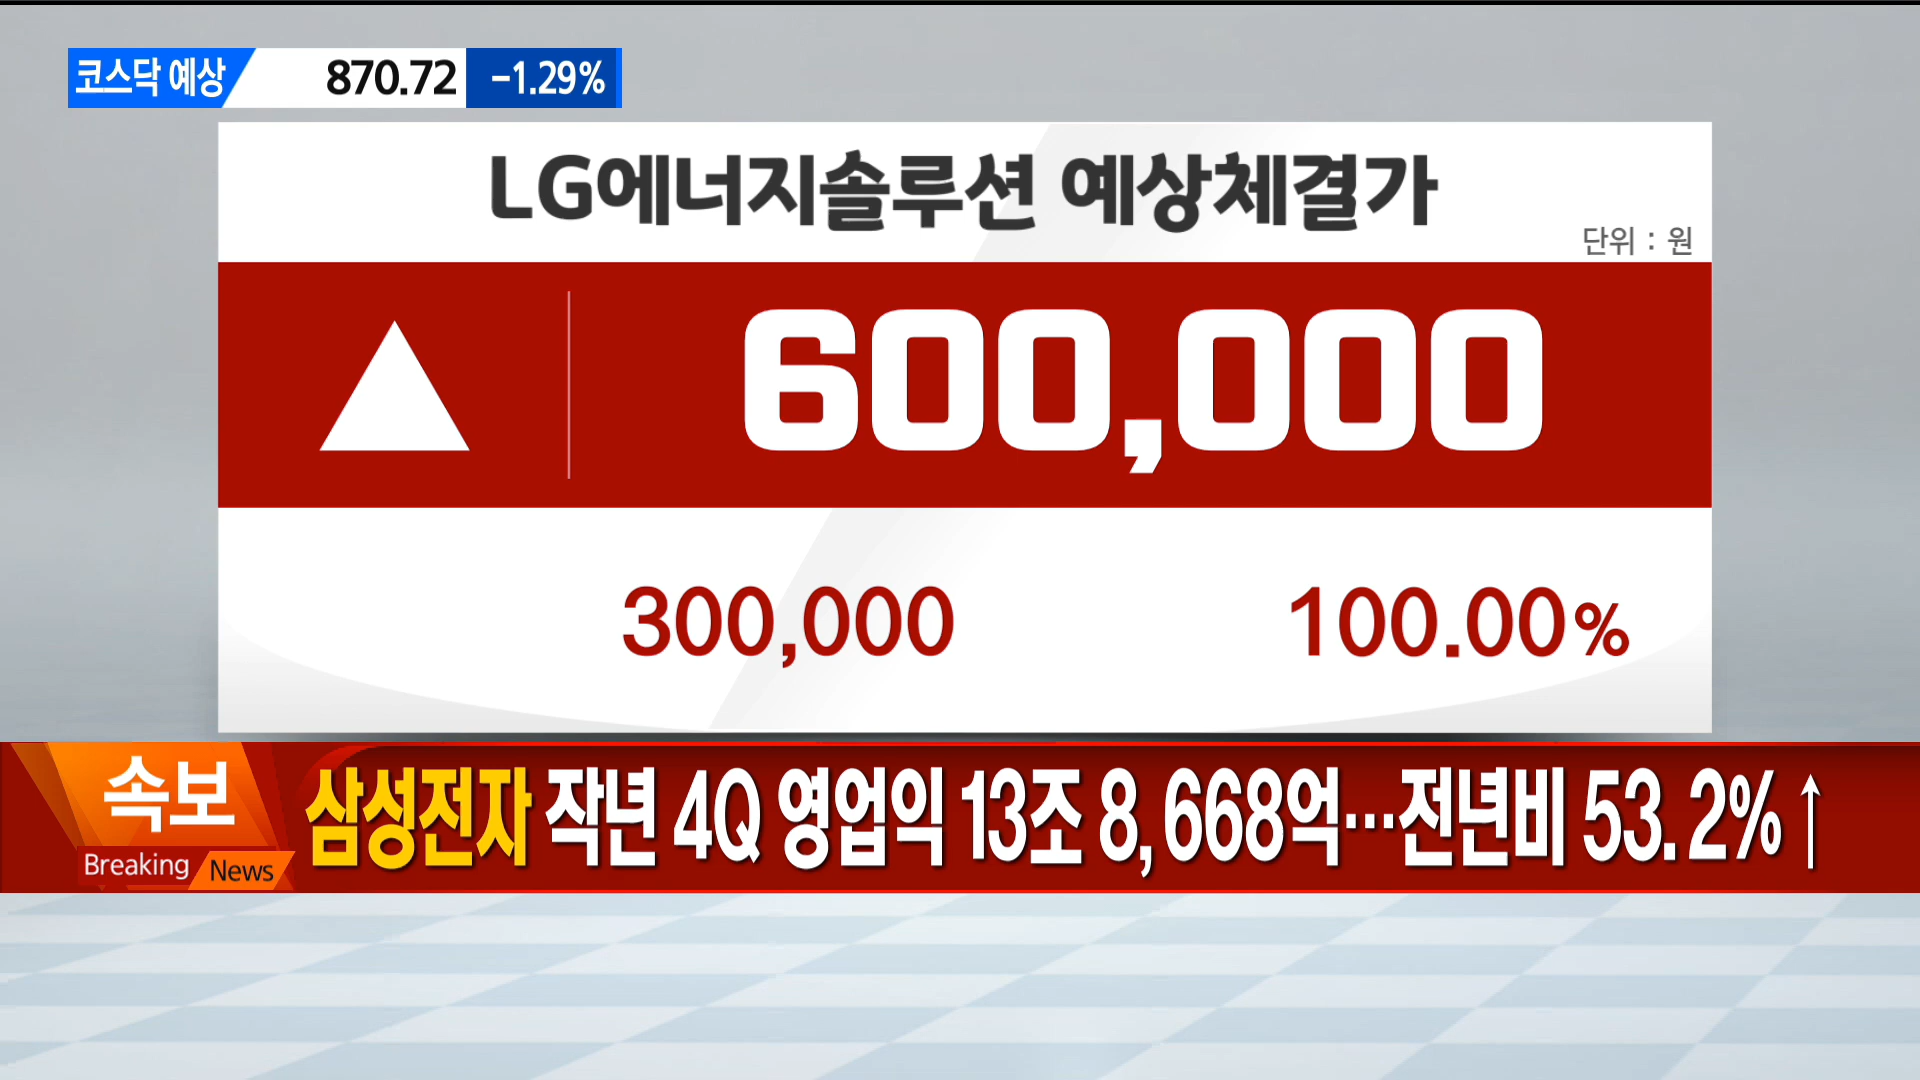 코스닥 예상 870.72 -1.29%
LG에너지솔루션 예상체결가
단위 : 원
▲ 600,000
300,000 100.00%
속보
Breaking News
삼성전자 작년 4Q 영업익 13조 8,668억…전년비 53.2%↑